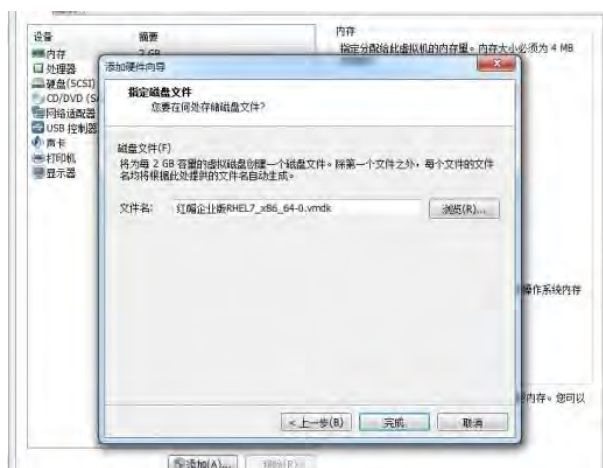 设备 摘要
内存 2 GB
处理器
硬盘(SCSI)
CD/DVD (SA
网络适配器
USB 控制器
声卡
打印机
显示器
内存
指定分配给此虚拟机的内存量。内存大小必须为 4 MB
添加硬件向导
指定磁盘文件
您要在何处存储磁盘文件?
磁盘文件(F)
将为每 2 GB 容量的虚拟磁盘创建一个磁盘文件。除第一个文件之外，每个文件的文件
名均将根据此处提供的文件名自动生成。
文件名: 红帽企业版RHEL7_x86_64-0.vmdk 浏览(R)...
操作系统内存
内存。您可以
< 上一步(B) 完成 取消
添加(A)... 移除(R)